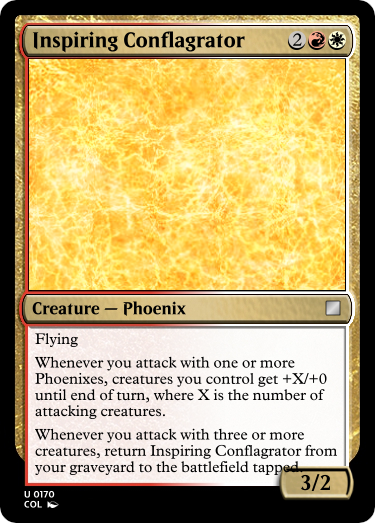 Inspiring Conflagrator 2
Creature — Phoenix
Flying
Whenever you attack with one or more
Phoenixes, creatures you control get +X/+0
until end of turn, where X is the number of
attacking creatures.
Whenever you attack with three or more
creatures, return Inspiring Conflagrator from
your graveyard to the battlefield tapped.
3/2
U 0170
COL